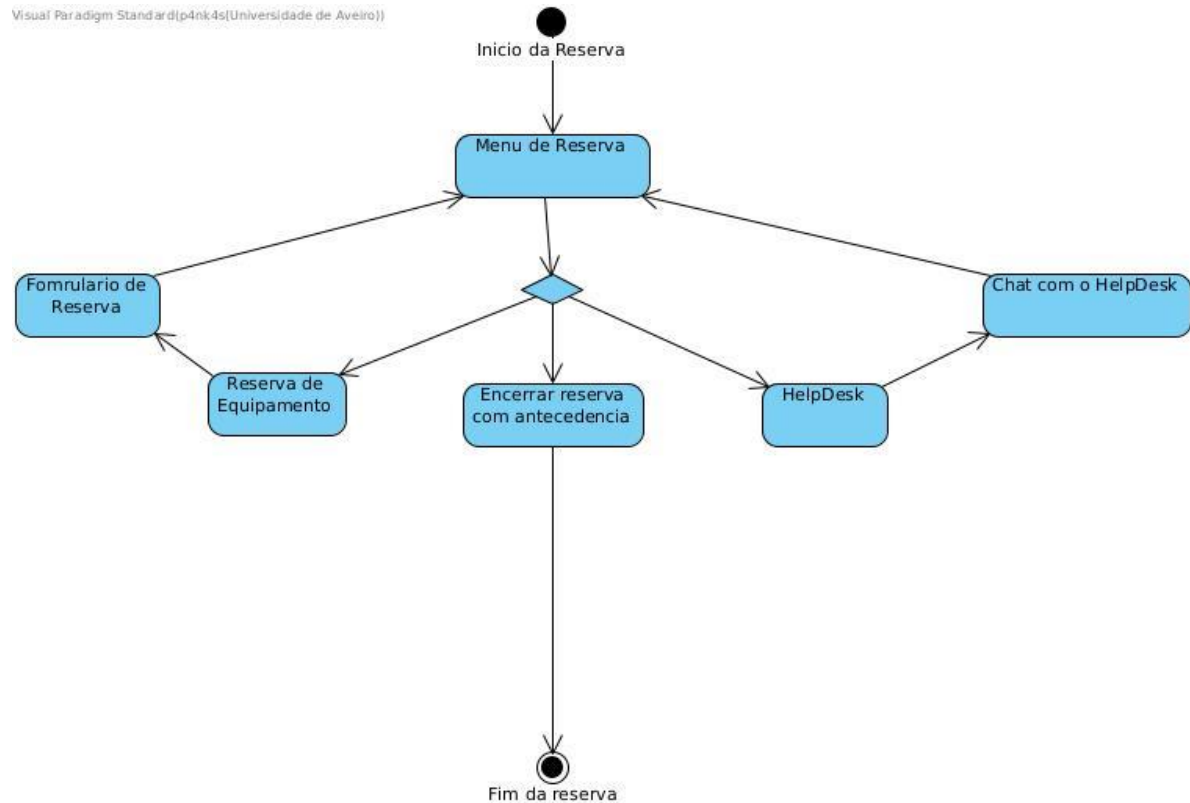 Visual Paradigm Standard(p4nk4s(Universidade de Aveiro))
Inicio da Reserva
Menu de Reserva
Fomrulario de
Reserva
Chat com o HelpDesk
Reserva de
Equipamento
Encerrar reserva
com antecedencia
HelpDesk
Fim da reserva